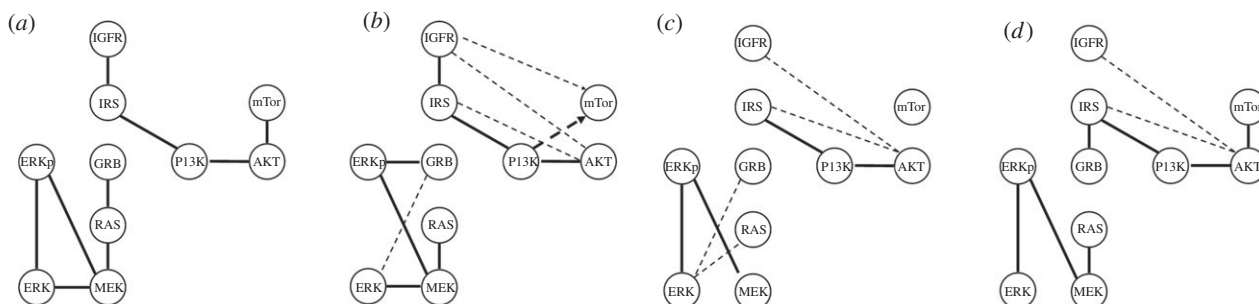 (a)
IGFR
IRS
mTor
ERKp
GRB
P13K
AKT
RAS
ERK
MEK
(b)
IGFR
IRS
mTor
ERKp
GRB
P13K
AKT
RAS
ERK
MEK
(c)
IGFR
IRS
mTor
ERKp
GRB
P13K
AKT
RAS
ERK
MEK
(d)
IGFR
IRS
mTor
ERKp
GRB
P13K
AKT
RAS
ERK
MEK